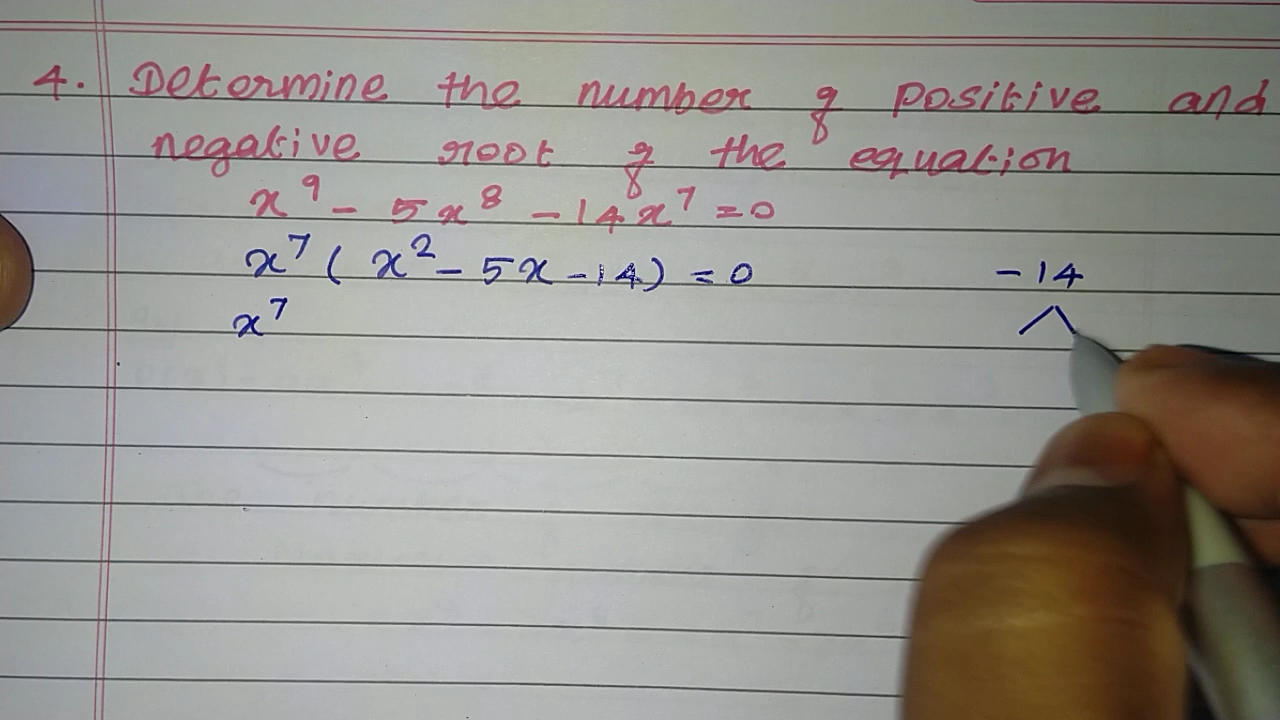 4. Determine the number of positive and
negative root of the equation
x⁹ - 5x⁸ - 14x⁷ = 0
x⁷ ( x² - 5x - 14) = 0
-14
x⁷